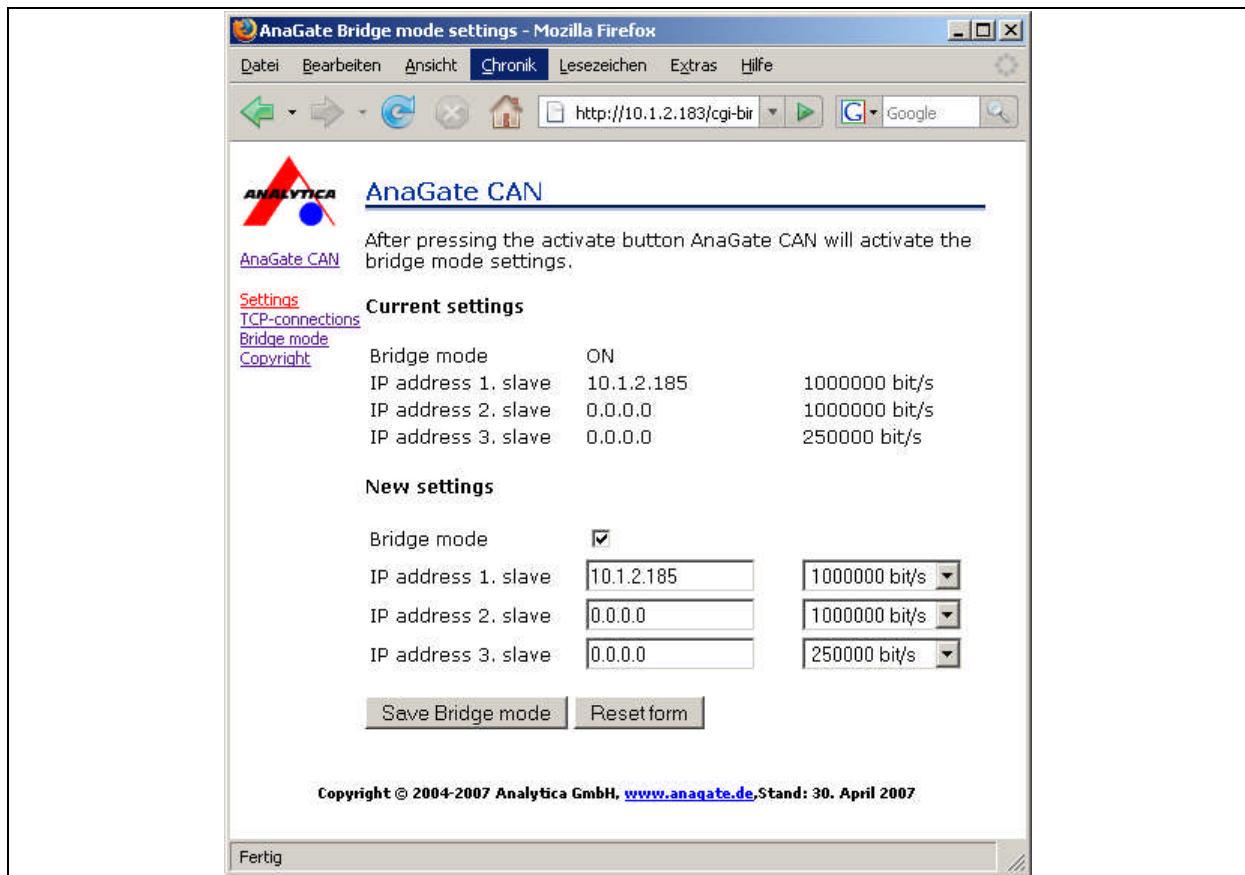 AnaGate Bridge mode settings - Mozilla Firefox
Datei Bearbeiten Ansicht Chronik Lesezeichen Extras Hilfe
http://10.1.2.183/cgi-bir G Google
ANALYTICA
AnaGate CAN
After pressing the activate button AnaGate CAN will activate the
bridge mode settings.
AnaGate CAN
Settings
TCP-connections
Bridge mode
Copyright
Current settings
Bridge mode ON
IP address 1. slave 10.1.2.185 1000000 bit/s
IP address 2. slave 0.0.0.0 1000000 bit/s
IP address 3. slave 0.0.0.0 250000 bit/s
New settings
Bridge mode
IP address 1. slave 10.1.2.185 1000000 bit/s
IP address 2. slave 0.0.0.0 1000000 bit/s
IP address 3. slave 0.0.0.0 250000 bit/s
Save Bridge mode Reset form
Copyright © 2004-2007 Analytica GmbH, www.anagate.de,Stand: 30. April 2007
Fertig